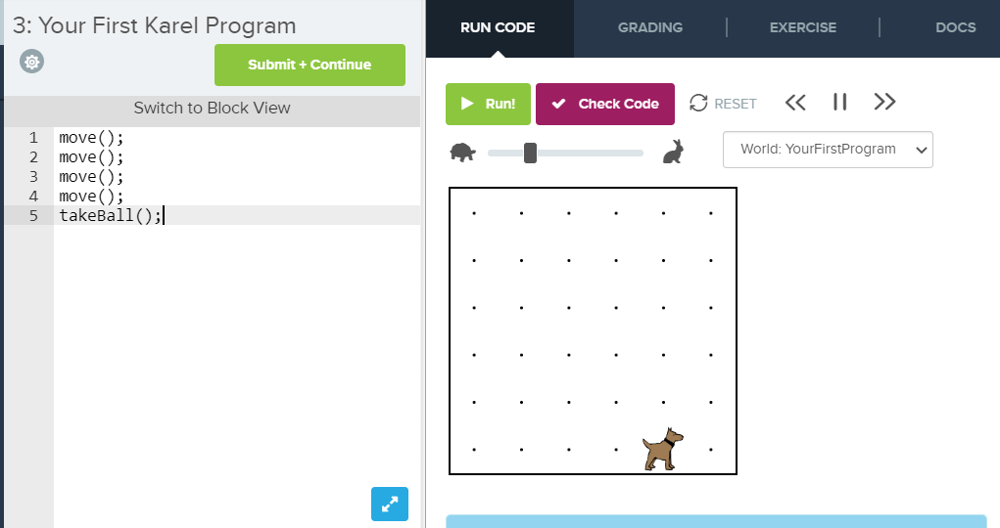 3: Your First Karel Program
Submit + Continue
Switch to Block View
1 move();
2 move();
3 move();
4 move();
5 takeBall();
RUN CODE | GRADING | EXERCISE | DOCS
Run!
Check Code
RESET
World: YourFirstProgram